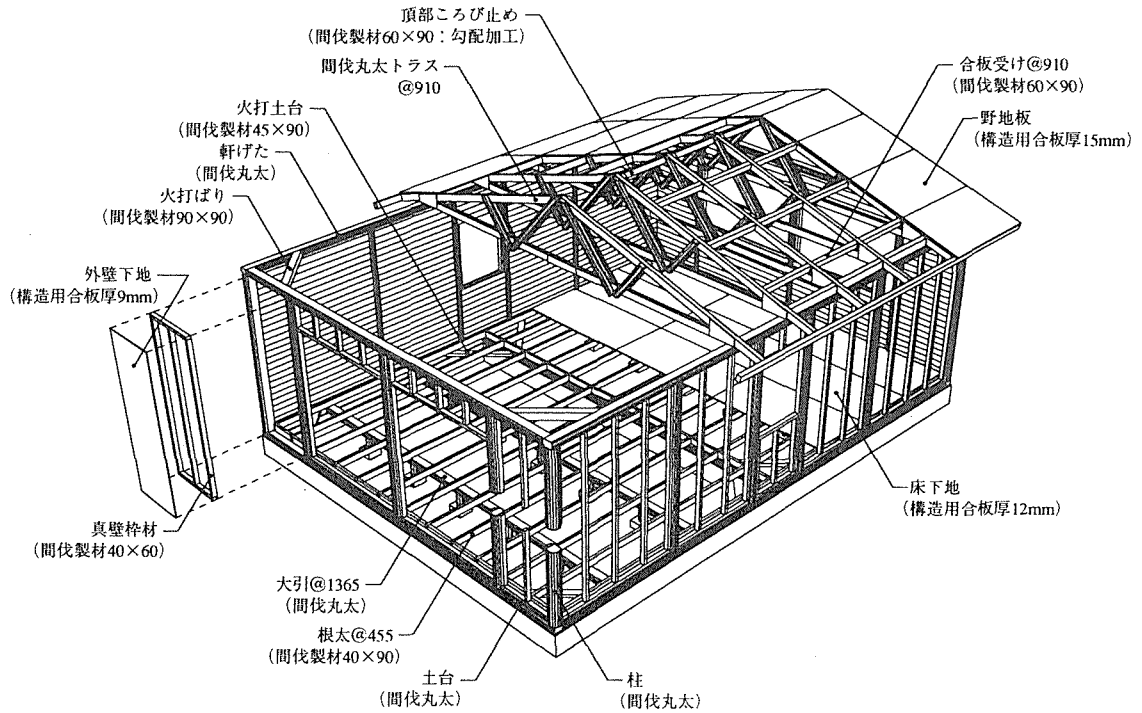 頂部ころび止め
(間伐製材60×90：勾配加工)
間伐丸太トラス
@910
火打土台
(間伐製材45×90)
軒げた
(間伐丸太)
火打ばり
(間伐製材90×90)
外壁下地
(構造用合板厚9mm)
真壁枠材
(間伐製材40×60)
大引@1365
(間伐丸太)
根太@455
(間伐製材40×90)
土台
(間伐丸太)
柱
(間伐丸太)
合板受け@910
(間伐製材60×90)
野地板
(構造用合板厚15mm)
床下地
(構造用合板厚12mm)